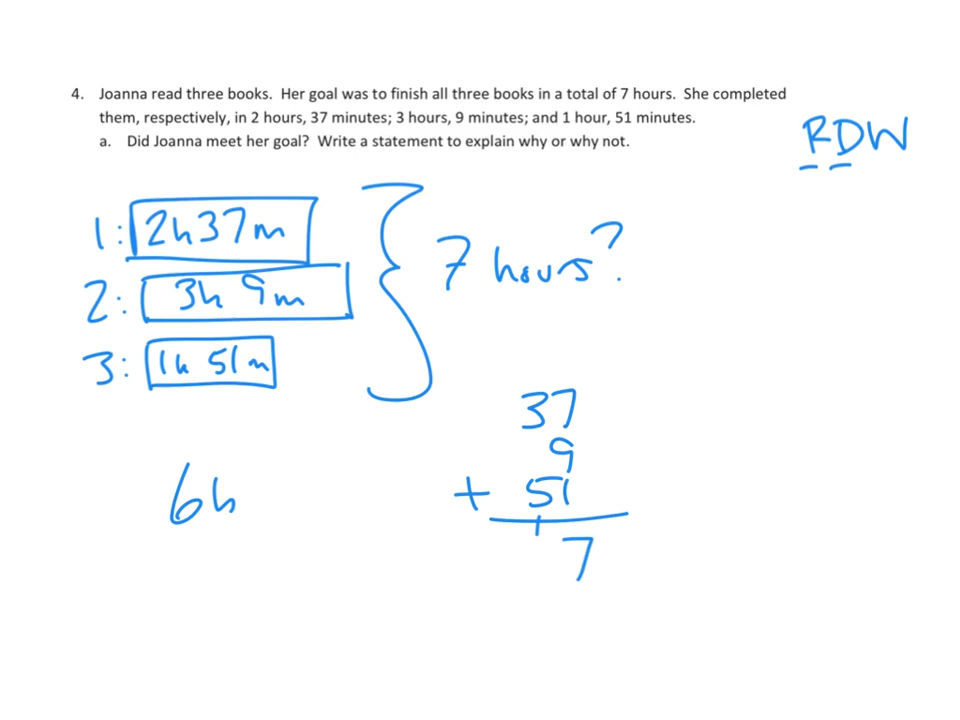 4. Joanna read three books. Her goal was to finish all three books in a total of 7 hours. She completed
them, respectively, in 2 hours, 37 minutes; 3 hours, 9 minutes; and 1 hour, 51 minutes.
a. Did Joanna meet her goal? Write a statement to explain why or why not.
RDW
1: 2h37m
2: 3h 9m
3: 1h 51m
7 hours?
6h
37
9
+ 51
1
7